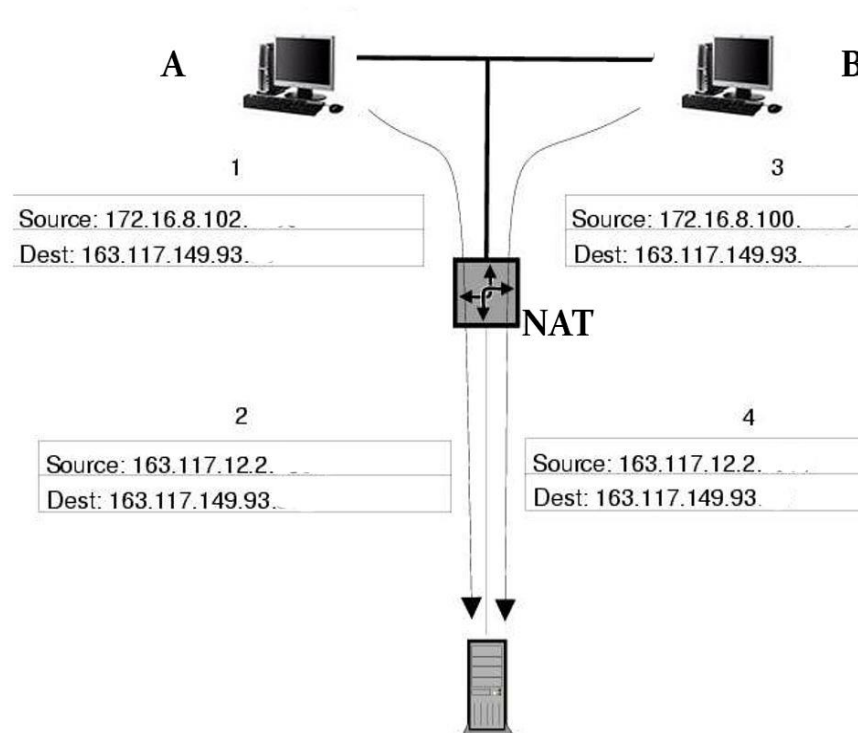 A
B
1
3
Source: 172.16.8.102.
Dest: 163.117.149.93.
Source: 172.16.8.100.
Dest: 163.117.149.93.
NAT
2
4
Source: 163.117.12.2.
Dest: 163.117.149.93.
Source: 163.117.12.2.
Dest: 163.117.149.93.